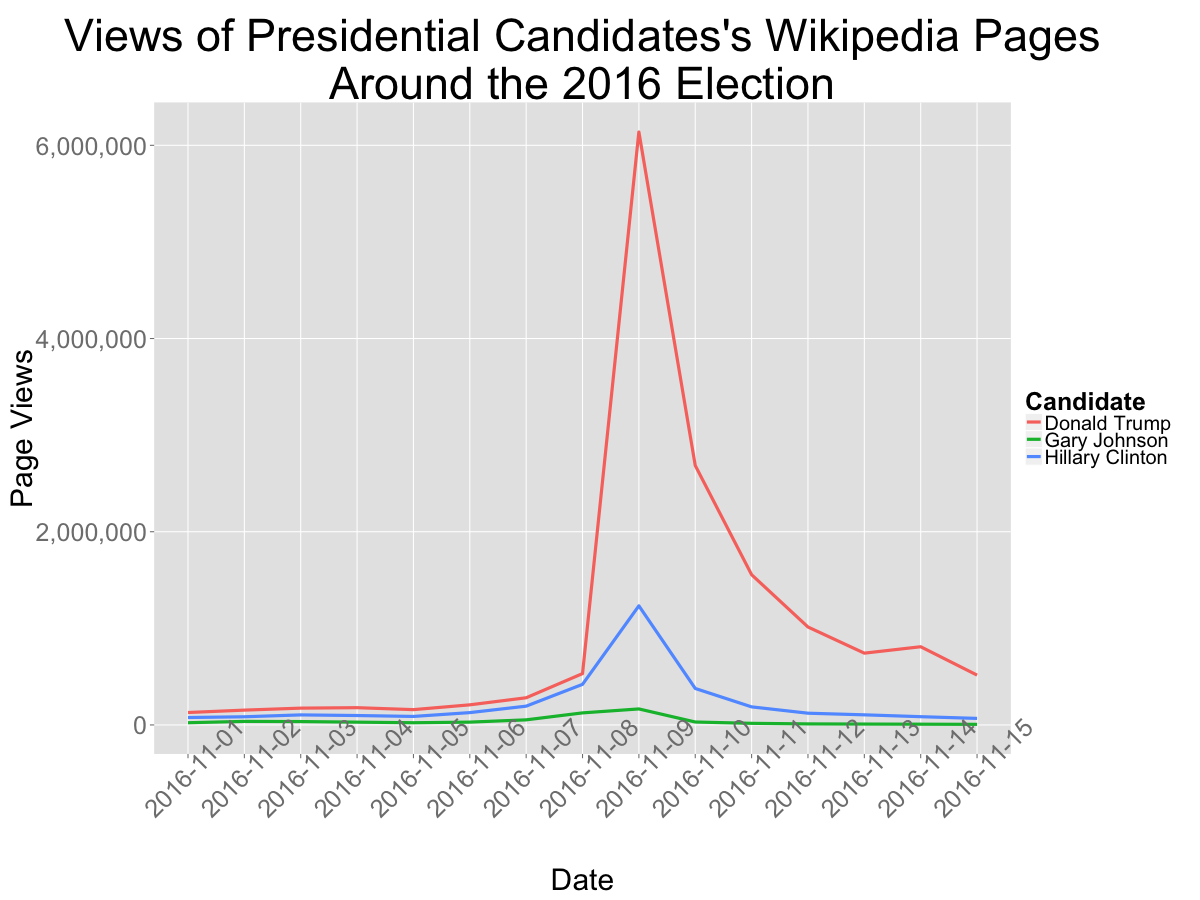 Views of Presidential Candidates's Wikipedia Pages
Around the 2016 Election
6,000,000
4,000,000
2,000,000
0
Page Views
2016-11-01
2016-11-02
2016-11-03
2016-11-04
2016-11-05
2016-11-06
2016-11-07
2016-11-08
2016-11-09
2016-11-10
2016-11-11
2016-11-12
2016-11-13
2016-11-14
2016-11-15
Date
Candidate
Donald Trump
Gary Johnson
Hillary Clinton